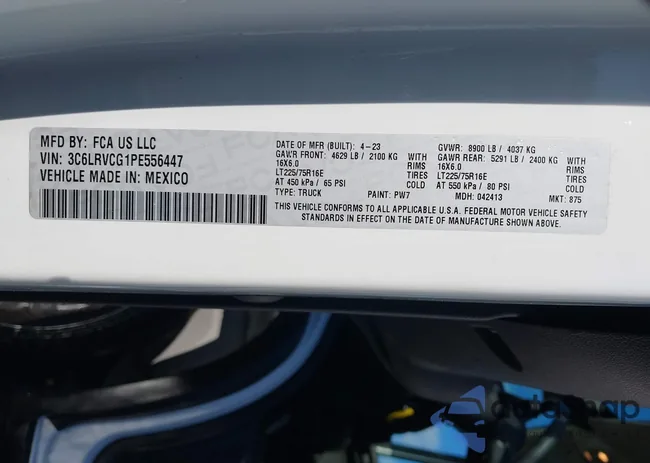 MFD BY: FCA US LLC
VIN: 3C6LRVCG1PE556447
VEHICLE MADE IN: MEXICO
DATE OF MFR (BUILT): 4-23
GVWR: 8900 LB / 4037 KG
GAWR FRONT: 4629 LB / 2100 KG WITH
GAWR REAR: 5291 LB / 2400 KG WITH
16X6.0 RIMS
16X6.0 RIMS
LT225/75R16E TIRES
LT225/75R16E TIRES
AT 450 kPa / 65 PSI COLD
AT 550 kPa / 80 PSI COLD
TYPE: TRUCK PAINT: PW7 MDH: 042413 MKT: 875
THIS VEHICLE CONFORMS TO ALL APPLICABLE U.S.A. FEDERAL MOTOR VEHICLE SAFETY
STANDARDS IN EFFECT ON THE DATE OF MANUFACTURE SHOWN ABOVE.